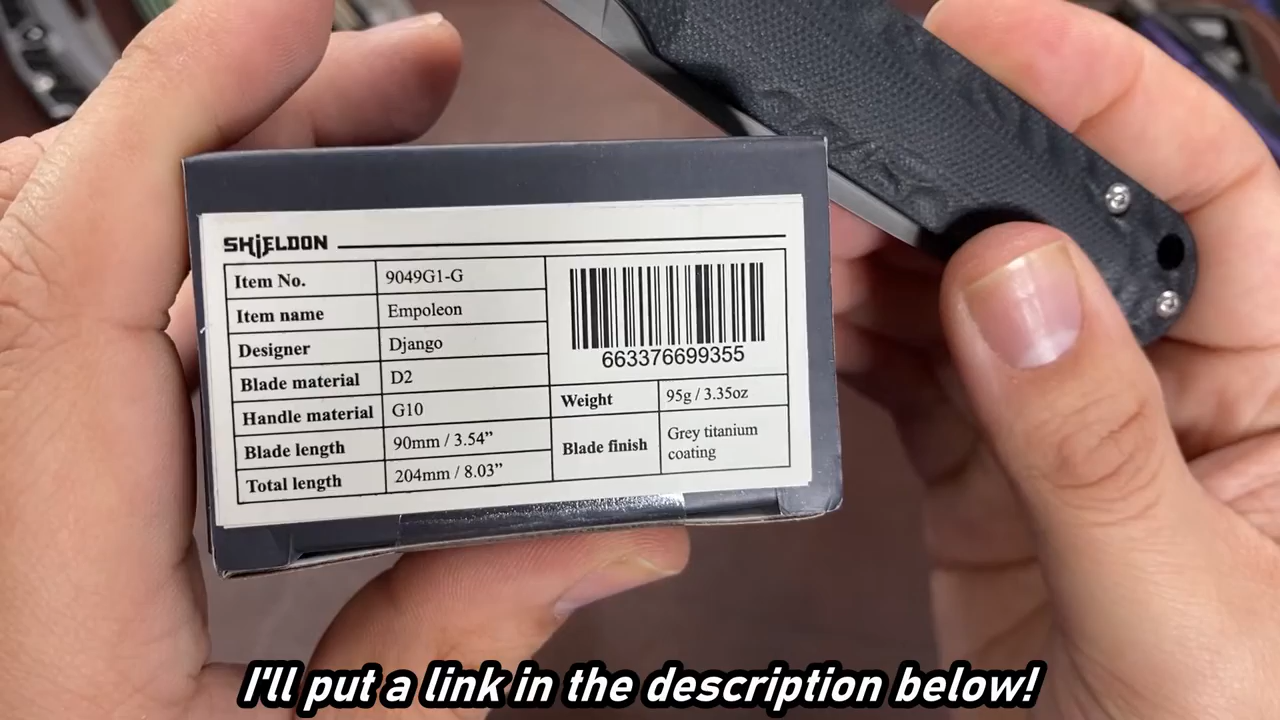 SHIELDON
Item No. 9049G1-G
Item name Empoleon
Designer Django
Blade material D2
Handle material G10
Blade length 90mm / 3.54”
Total length 204mm / 8.03”
663376699355
Weight 95g / 3.35oz
Blade finish Grey titanium
coating
I'll put a link in the description below!